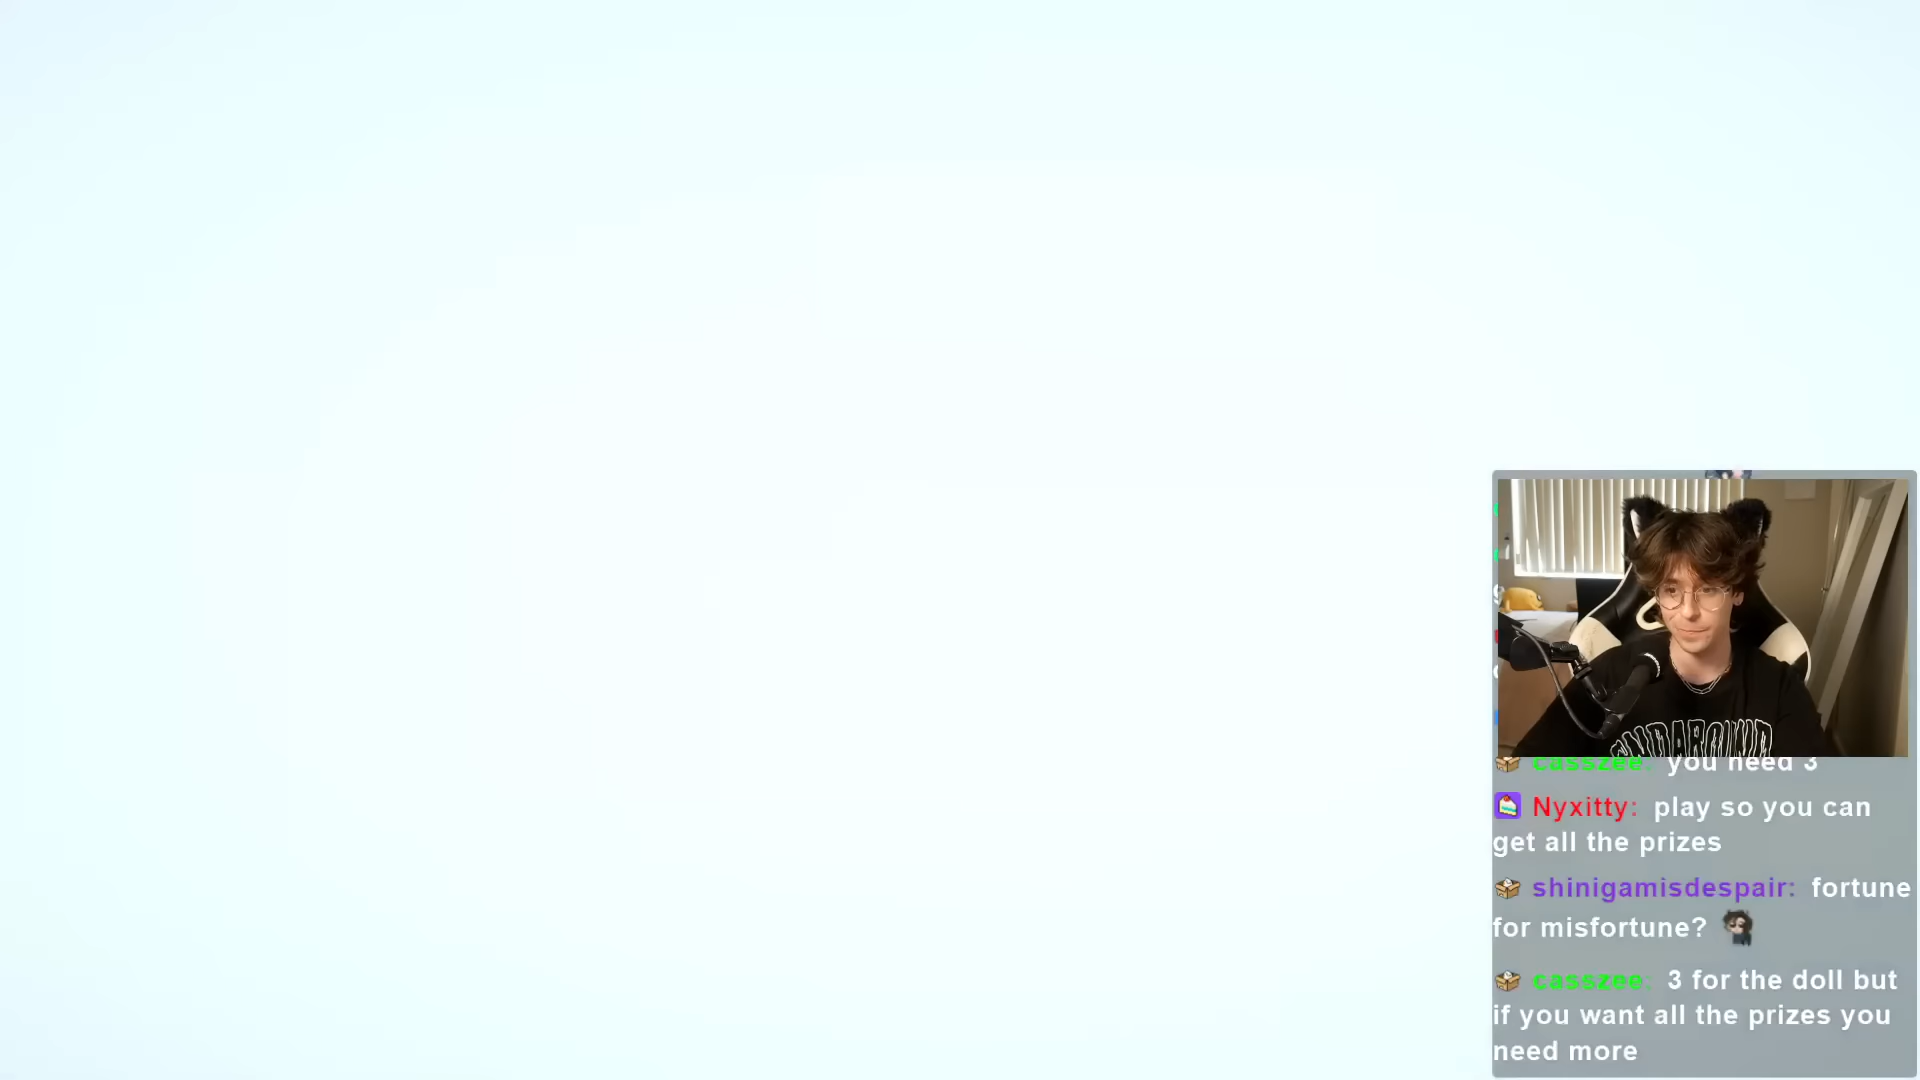 casszee: you need 3
Nyxitty: play so you can
get all the prizes
shinigamisdespair: fortune
for misfortune?
casszee: 3 for the doll but
if you want all the prizes you
need more